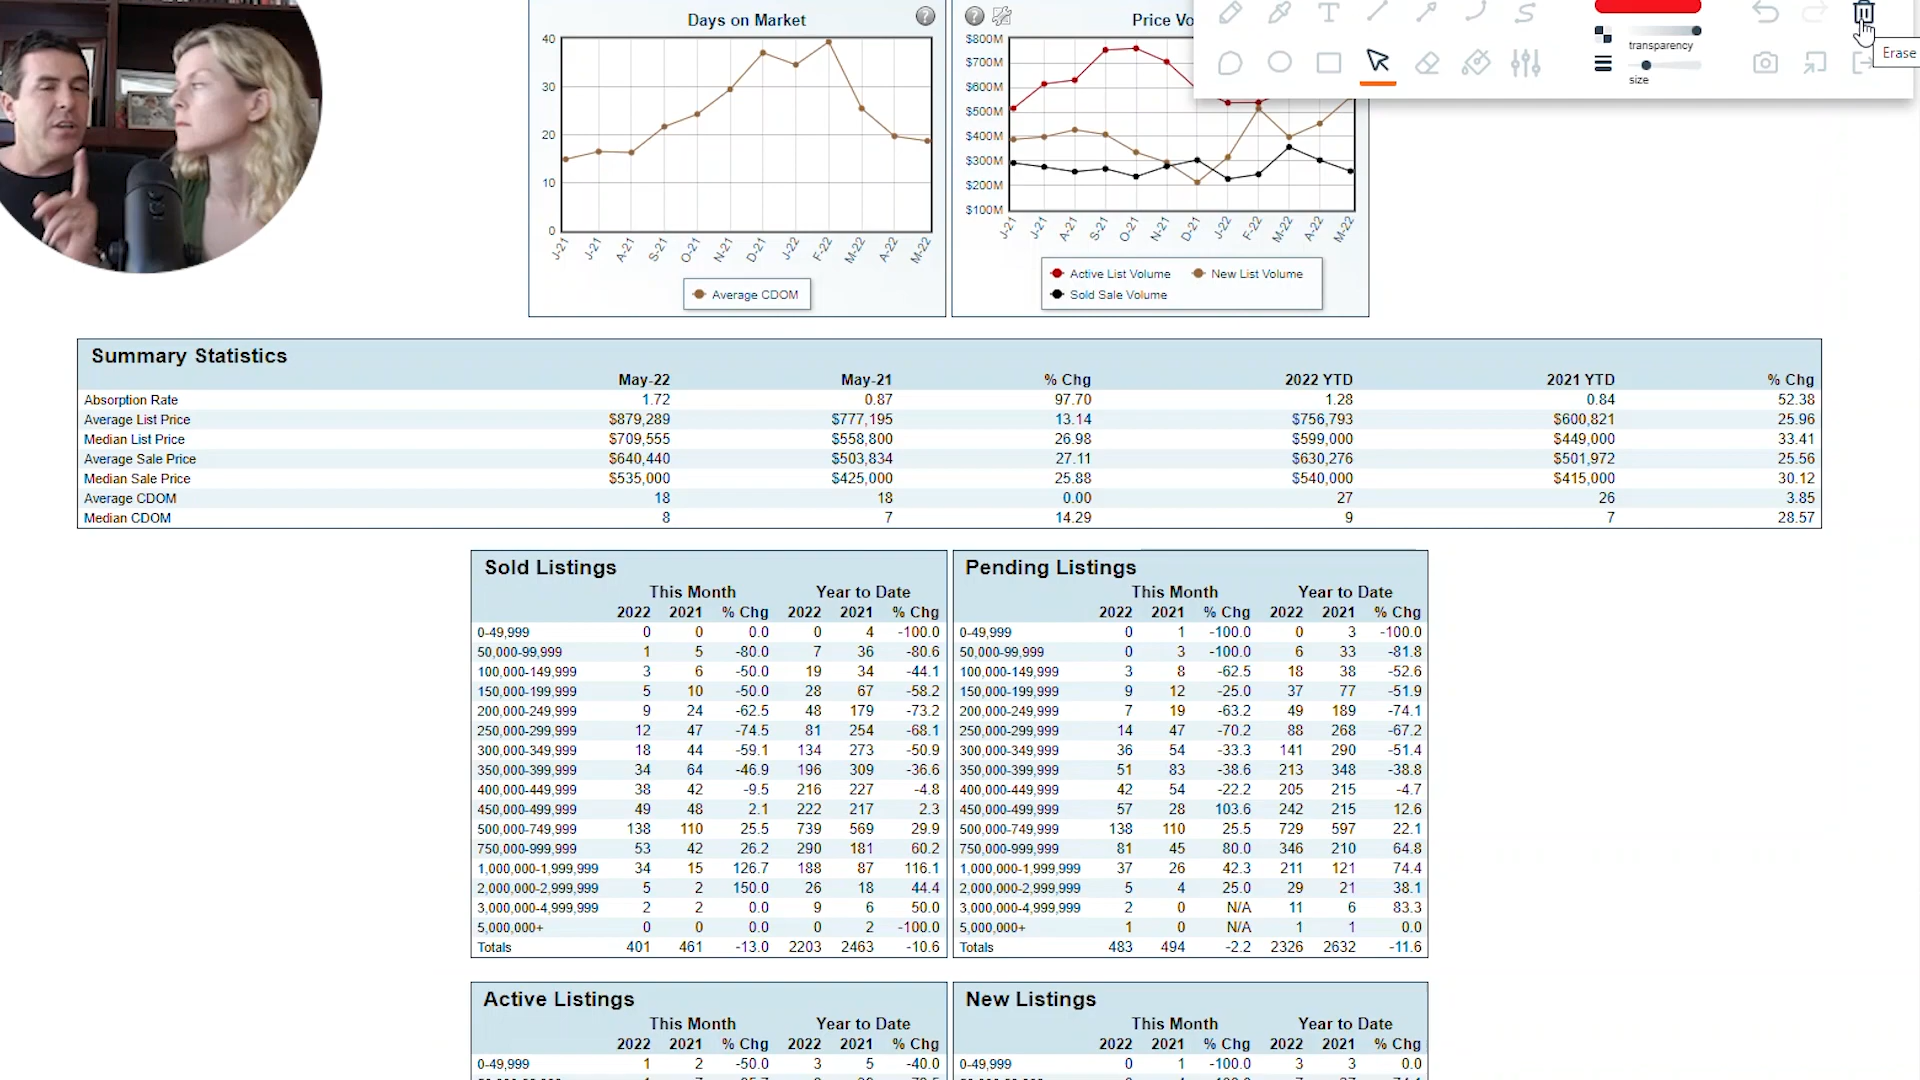 Days on Market
40
30
20
10
0
J-21 J-21 A-21 S-21 O-21 N-21 D-21 J-22 F-22 M-22 A-22 M-22
Average CDOM
Price Vo
$800M
$700M
$600M
$500M
$400M
$300M
$200M
$100M
J-21 J-21 A-21 S-21 O-21 N-21 D-21 J-22 F-22 M-22 A-22 M-22
Active List Volume New List Volume
Sold Sale Volume
transparency
size
Erase
Summary Statistics
May-22 May-21 % Chg 2022 YTD 2021 YTD % Chg
Absorption Rate 1.72 0.87 97.70 1.28 0.84 52.38
Average List Price $879,289 $777,195 13.14 $756,793 $600,821 25.96
Median List Price $709,555 $558,800 26.98 $599,000 $449,000 33.41
Average Sale Price $640,440 $503,834 27.11 $630,276 $501,972 25.56
Median Sale Price $535,000 $425,000 25.88 $540,000 $415,000 30.12
Average CDOM 18 18 0.00 27 26 3.85
Median CDOM 8 7 14.29 9 7 28.57
Sold Listings
This Month Year to Date
2022 2021 % Chg 2022 2021 % Chg
0-49,999 0 0 0.0 0 4 -100.0
50,000-99,999 1 5 -80.0 7 36 -80.6
100,000-149,999 3 6 -50.0 19 34 -44.1
150,000-199,999 5 10 -50.0 28 67 -58.2
200,000-249,999 9 24 -62.5 48 179 -73.2
250,000-299,999 12 47 -74.5 81 254 -68.1
300,000-349,999 18 44 -59.1 134 273 -50.9
350,000-399,999 34 64 -46.9 196 309 -36.6
400,000-449,999 38 42 -9.5 216 227 -4.8
450,000-499,999 49 48 2.1 222 217 2.3
500,000-749,999 138 110 25.5 739 569 29.9
750,000-999,999 53 42 26.2 290 181 60.2
1,000,000-1,999,999 34 15 126.7 188 87 116.1
2,000,000-2,999,999 5 2 150.0 26 18 44.4
3,000,000-4,999,999 2 2 0.0 9 6 50.0
5,000,000+ 0 0 0.0 0 2 -100.0
Totals 401 461 -13.0 2203 2463 -10.6
Pending Listings
This Month Year to Date
2022 2021 % Chg 2022 2021 % Chg
0-49,999 0 1 -100.0 0 3 -100.0
50,000-99,999 0 3 -100.0 6 33 -81.8
100,000-149,999 3 8 -62.5 18 38 -52.6
150,000-199,999 9 12 -25.0 37 77 -51.9
200,000-249,999 7 19 -63.2 49 189 -74.1
250,000-299,999 14 47 -70.2 88 268 -67.2
300,000-349,999 36 54 -33.3 141 290 -51.4
350,000-399,999 51 83 -38.6 213 348 -38.8
400,000-449,999 42 54 -22.2 205 215 -4.7
450,000-499,999 57 28 103.6 242 215 12.6
500,000-749,999 138 110 25.5 729 597 22.1
750,000-999,999 81 45 80.0 346 210 64.8
1,000,000-1,999,999 37 26 42.3 211 121 74.4
2,000,000-2,999,999 5 4 25.0 29 21 38.1
3,000,000-4,999,999 2 0 N/A 11 6 83.3
5,000,000+ 1 0 N/A 1 1 0.0
Totals 483 494 -2.2 2326 2632 -11.6
Active Listings
This Month Year to Date
2022 2021 % Chg 2022 2021 % Chg
0-49,999 1 2 -50.0 3 5 -40.0
New Listings
This Month Year to Date
2022 2021 % Chg 2022 2021 % Chg
0-49,999 0 1 -100.0 3 3 0.0